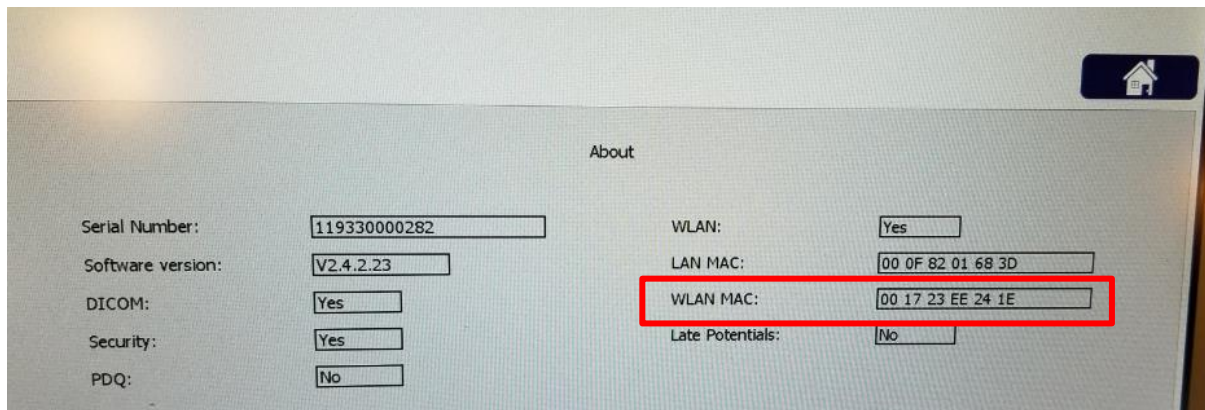 About
Serial Number: 119330000282
WLAN: Yes
Software version: V2.4.2.23
LAN MAC: 00 0F 82 01 68 3D
DICOM: Yes
WLAN MAC: 00 17 23 EE 24 1E
Security: Yes
Late Potentials: No
PDQ: No